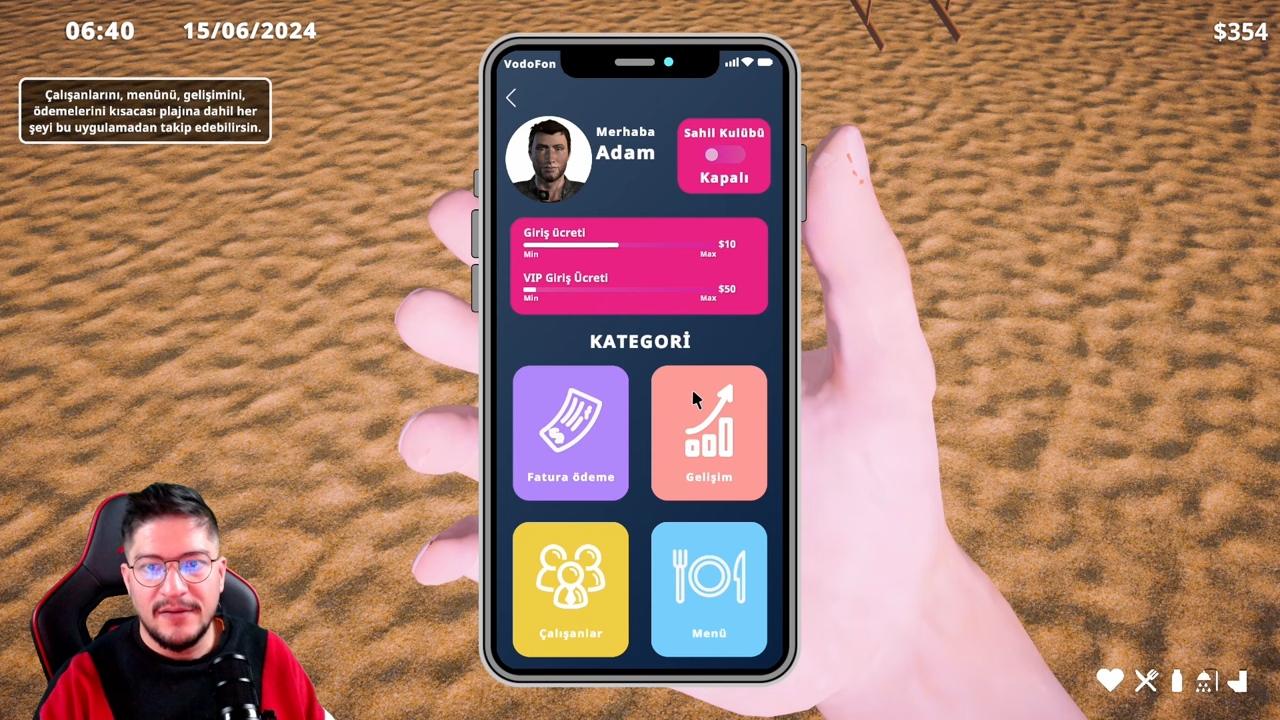 06:40
15/06/2024
$354
Çalışanlarını, menünü, gelişimini,
ödemelerini kısacası plajına dahil her
şeyi bu uygulamadan takip edebilirsin.
VodoFon
Merhaba
Adam
Sahil Kulübü
Kapalı
Giriş ücreti
$10
Min
Max
VIP Giriş Ücreti
$50
Min
Max
KATEGORİ
Fatura ödeme
Gelişim
Çalışanlar
Menü